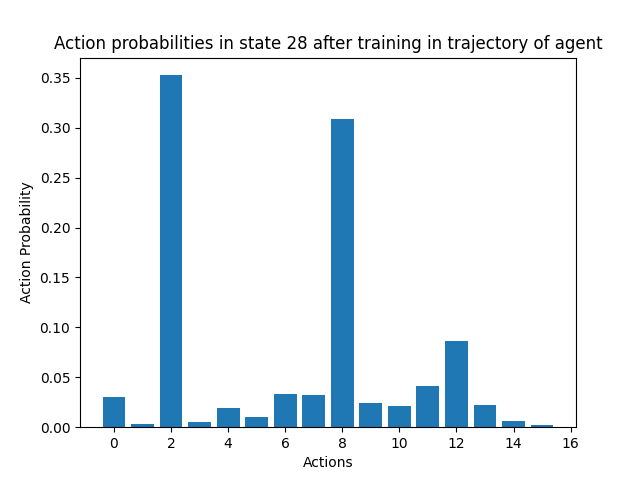 Action probabilities in state 28 after training in trajectory of agent
0.35
0.30
0.25
0.20
0.15
0.10
0.05
0.00
Action Probability
0 2 4 6 8 10 12 14 16
Actions